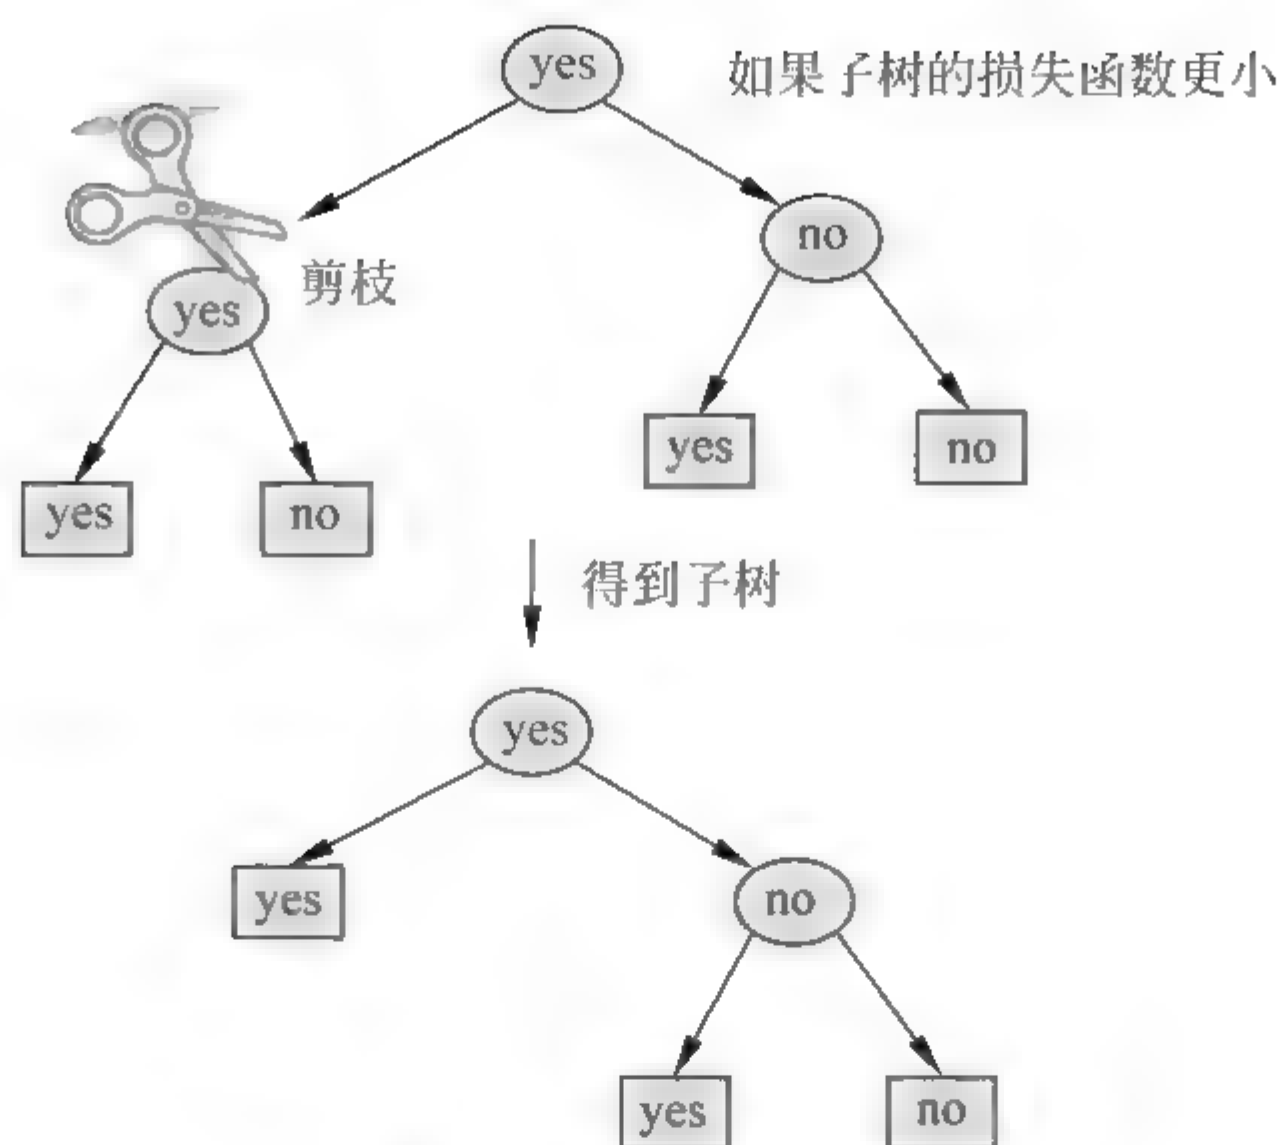 yes
如果子树的损失函数更小
no
剪枝
yes
yes
no
yes
no
得到子树
yes
yes
no
yes
no